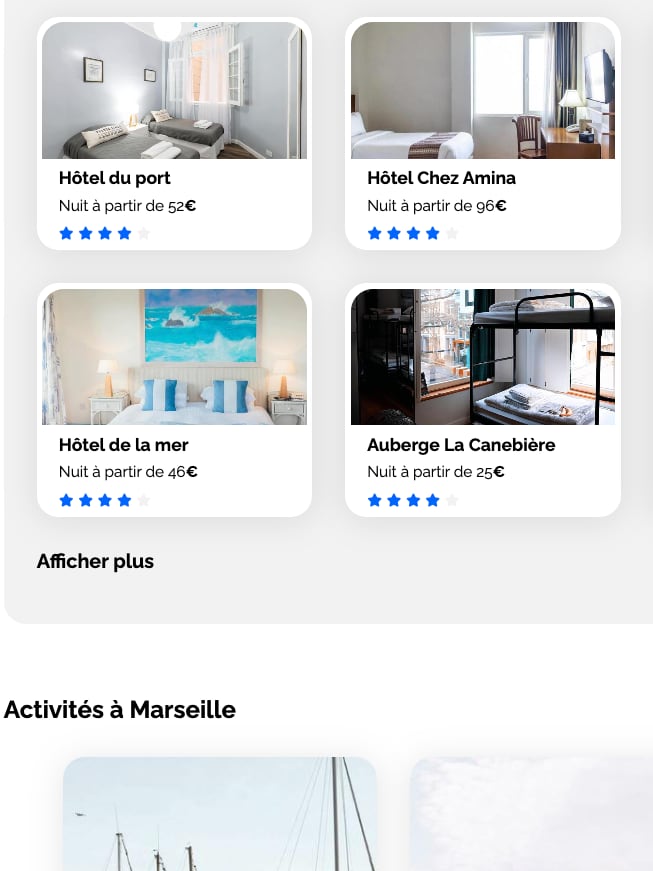 Hôtel du port
Nuit à partir de 52€
Hôtel Chez Amina
Nuit à partir de 96€
Hôtel de la mer
Nuit à partir de 46€
Auberge La Canebière
Nuit à partir de 25€
Afficher plus
Activités à Marseille